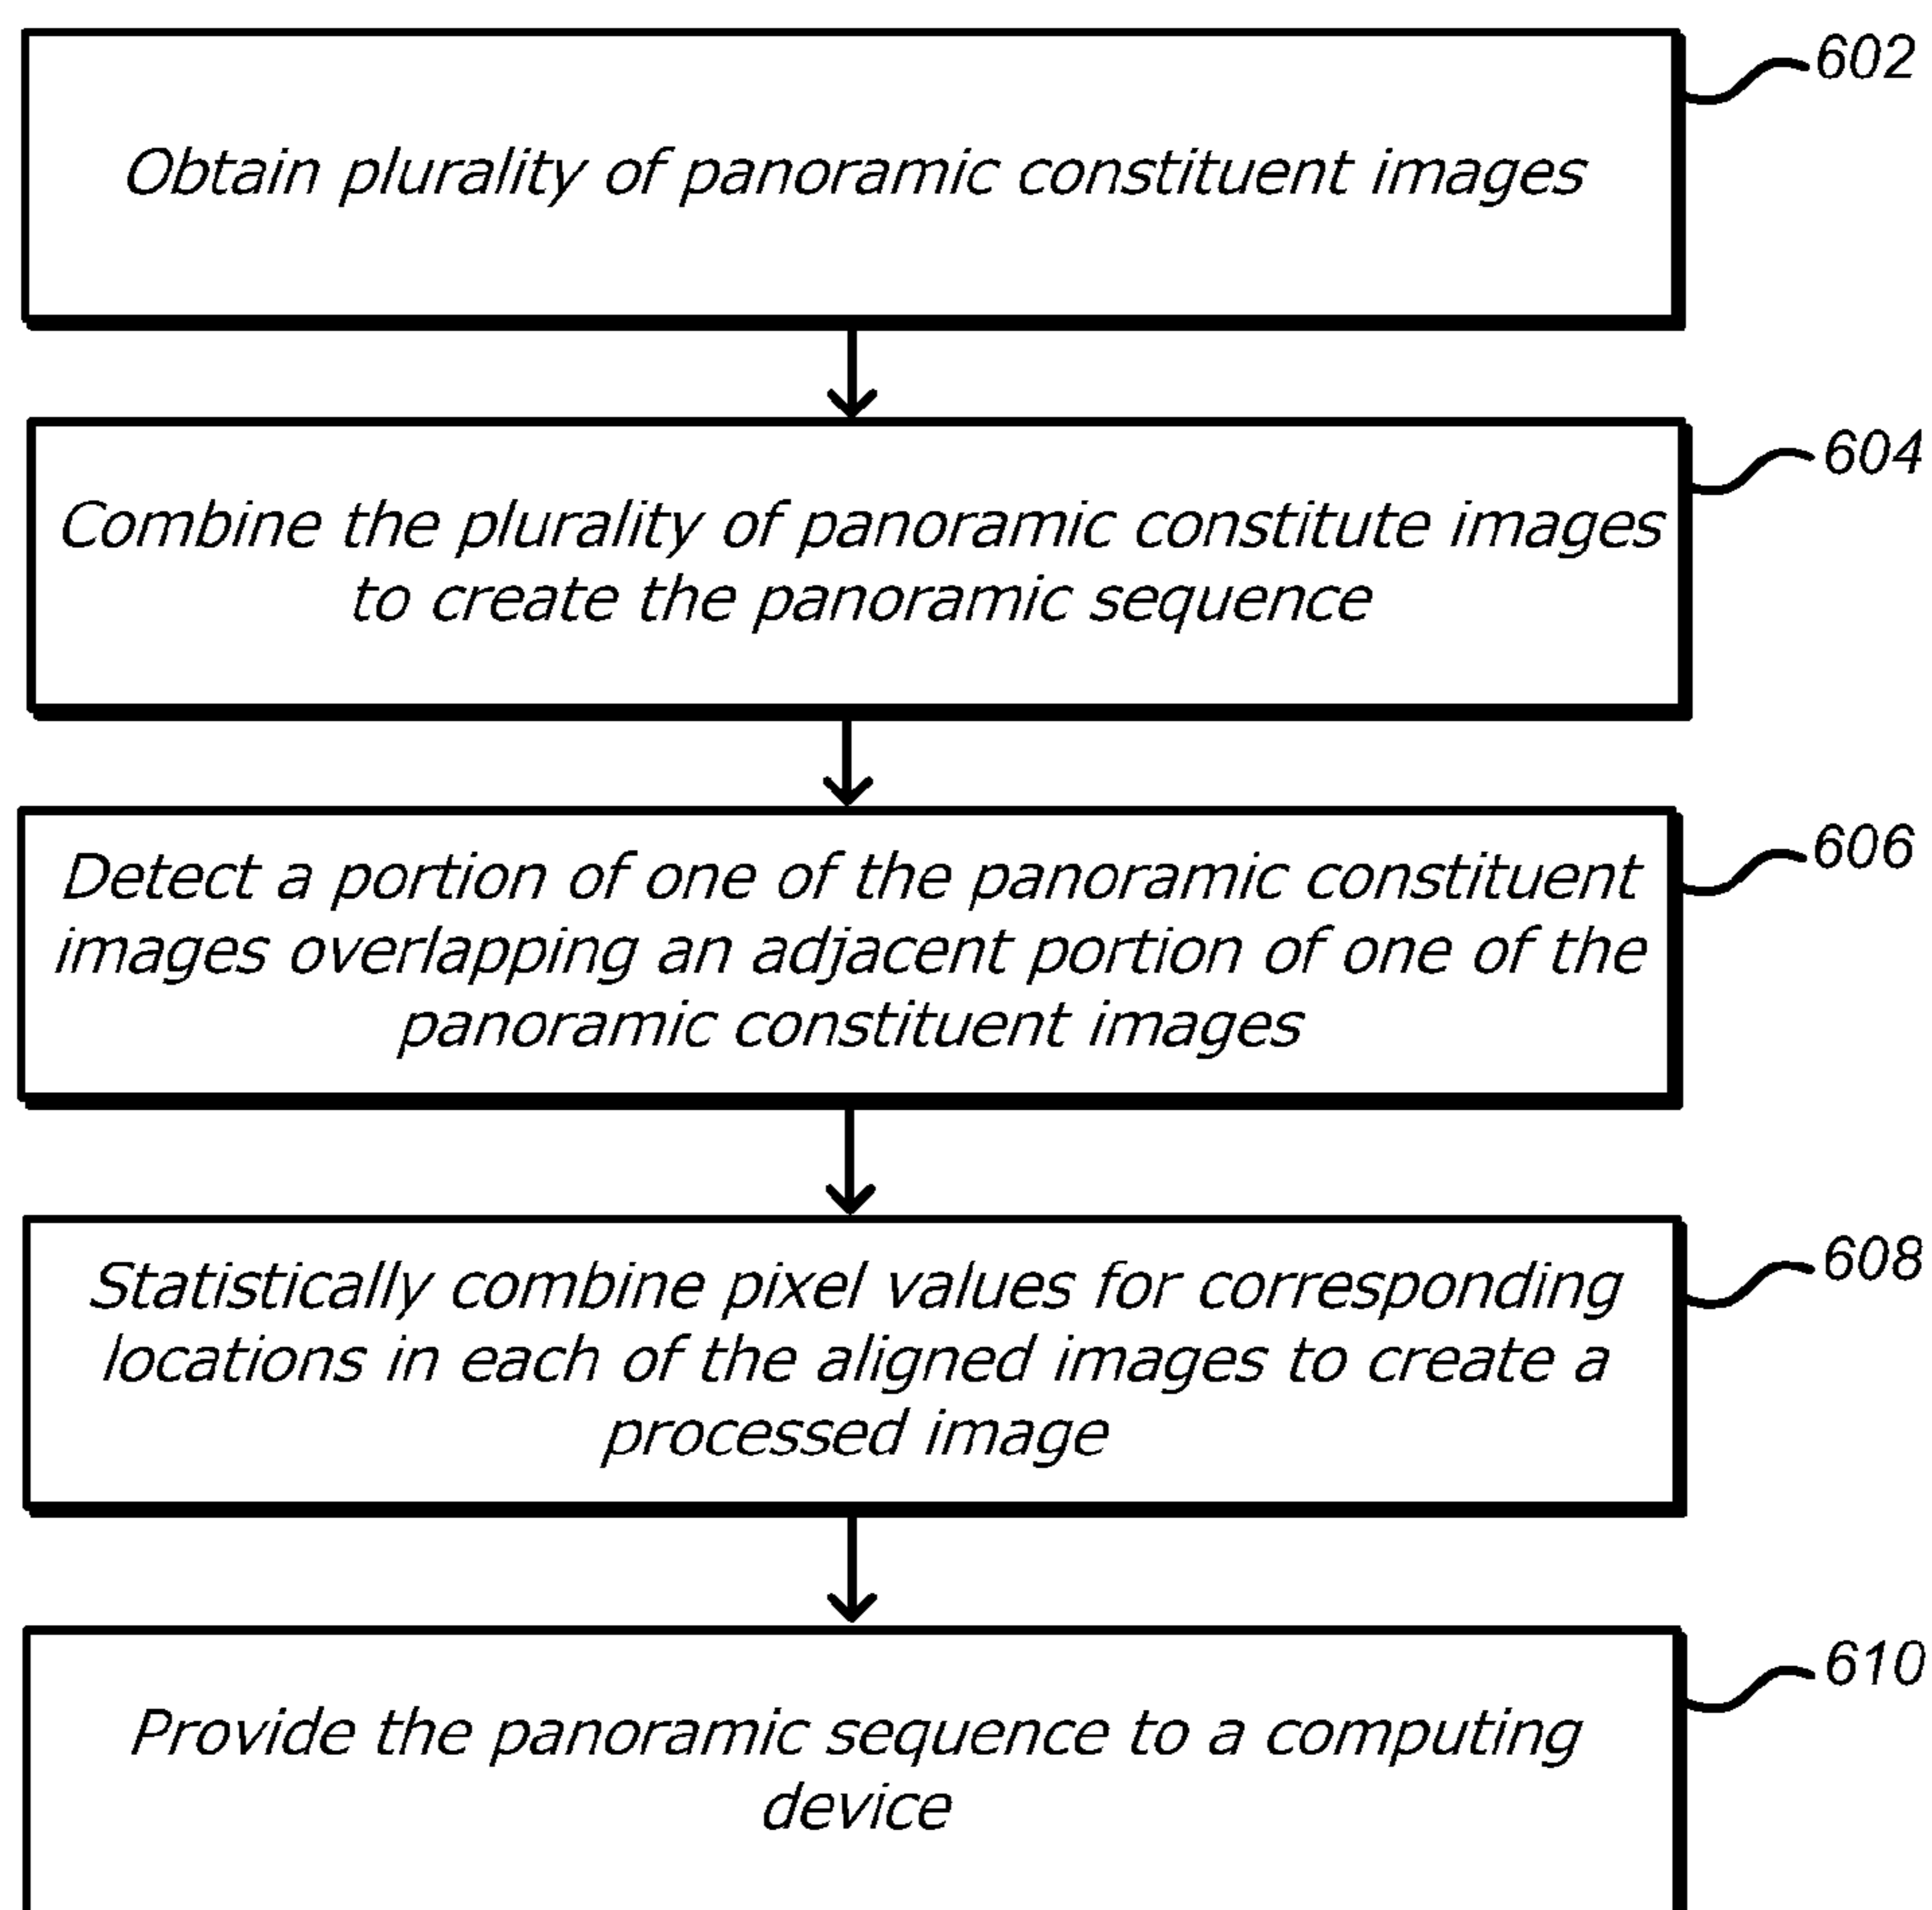 602
Obtain plurality of panoramic constituent images
604
Combine the plurality of panoramic constitute images
to create the panoramic sequence
606
Detect a portion of one of the panoramic constituent
images overlapping an adjacent portion of one of the
panoramic constituent images
608
Statistically combine pixel values for corresponding
locations in each of the aligned images to create a
processed image
610
Provide the panoramic sequence to a computing
device